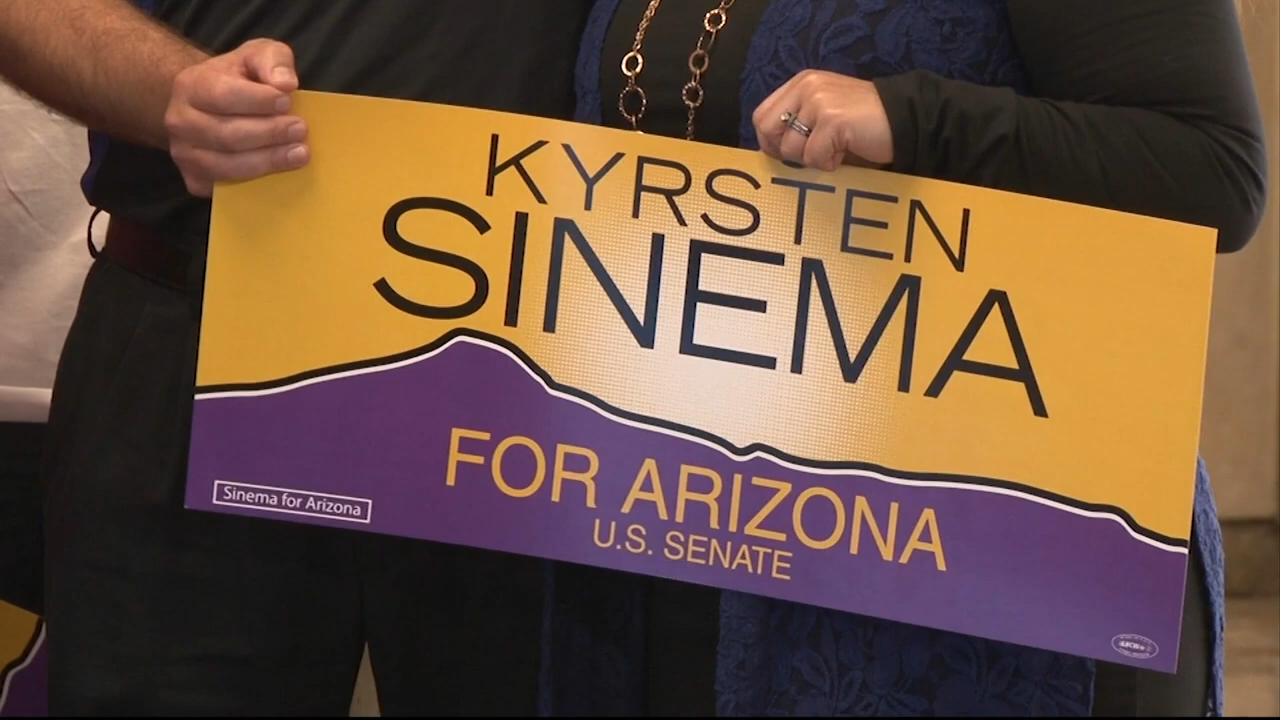 KYRSTEN
SINEMA
FOR ARIZONA
U.S. SENATE
Sinema for Arizona